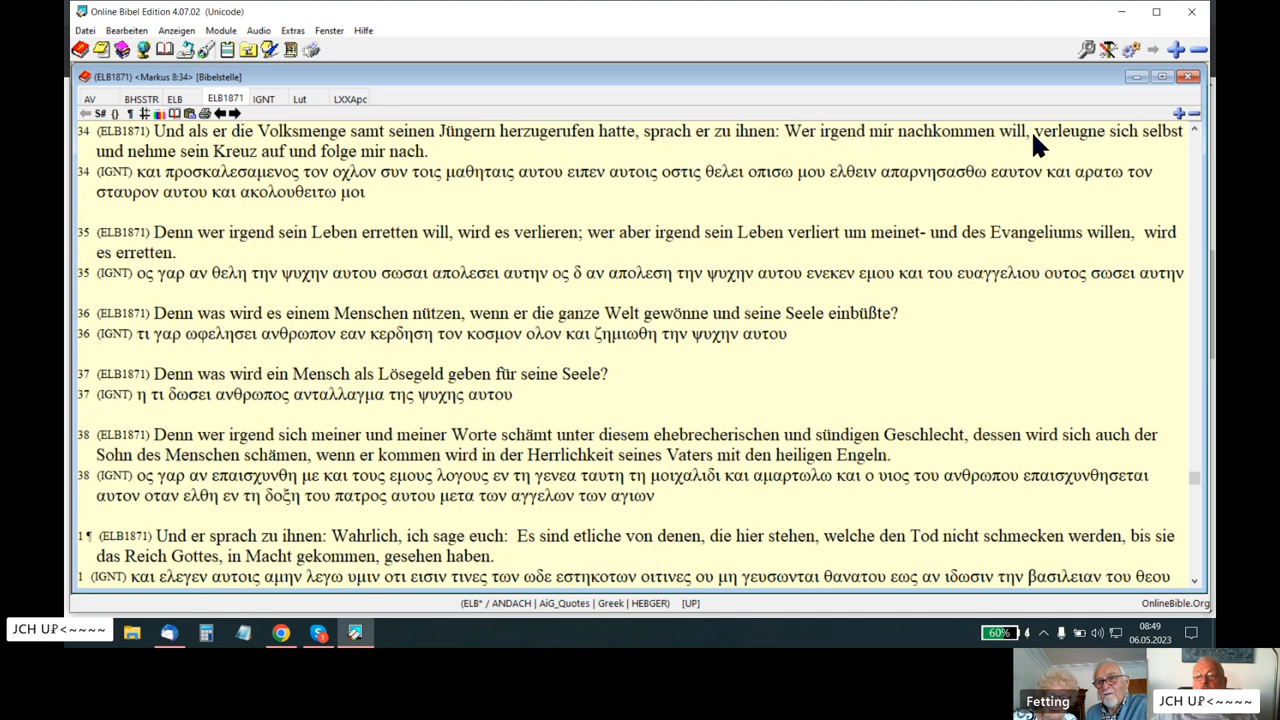 Online Bibel Edition 4.07.02 (Unicode)
Datei Bearbeiten Anzeigen Module Audio Extras Fenster Hilfe
(ELB1871) <Markus 8:34> [Bibelstelle]
AV BHSSTR ELB ELB1871 IGNT Lut LXXApc
S# {} ¶
34 (ELB1871) Und als er die Volksmenge samt seinen Jüngern herzugerufen hatte, sprach er zu ihnen: Wer irgend mir nachkommen will, verleugne sich selbst
und nehme sein Kreuz auf und folge mir nach.
34 (IGNT) και προσκαλεσαμενος τον οχλον συν τοις μαθηταις αυτου ειπεν αυτοις οστις θελει οπισω μου ελθειν απαρνησασθω εαυτον και αρατω τον
σταυρον αυτου και ακολουθειτω μοι
35 (ELB1871) Denn wer irgend sein Leben erretten will, wird es verlieren; wer aber irgend sein Leben verliert um meinet- und des Evangeliums willen, wird
es erretten.
35 (IGNT) ος γαρ αν θελη την ψυχην αυτου σωσαι απολεσει αυτην ος δ αν απολεση την ψυχην αυτου ενεκεν εμου και του ευαγγελιου ουτος σωσει αυτην
36 (ELB1871) Denn was wird es einem Menschen nützen, wenn er die ganze Welt gewönne und seine Seele einbüßte?
36 (IGNT) τι γαρ ωφελησει ανθρωπον εαν κερδηση τον κοσμον ολον και ζημιωθη την ψυχην αυτου
37 (ELB1871) Denn was wird ein Mensch als Lösegeld geben für seine Seele?
37 (IGNT) η τι δωσει ανθρωπος ανταλλαγμα της ψυχης αυτου
38 (ELB1871) Denn wer irgend sich meiner und meiner Worte schämt unter diesem ehebrecherischen und sündigen Geschlecht, dessen wird sich auch der
Sohn des Menschen schämen, wenn er kommen wird in der Herrlichkeit seines Vaters mit den heiligen Engeln.
38 (IGNT) ος γαρ αν επαισχυνθη με και τους εμους λογους εν τη γενεα ταυτη τη μοιχαλιδι και αμαρτωλω και ο υιος του ανθρωπου επαισχυνθησεται
αυτον οταν ελθη εν τη δοξη του πατρος αυτου μετα των αγγελων των αγιων
1 ¶ (ELB1871) Und er sprach zu ihnen: Wahrlich, ich sage euch: Es sind etliche von denen, die hier stehen, welche den Tod nicht schmecken werden, bis sie
das Reich Gottes, in Macht gekommen, gesehen haben.
1 (IGNT) και ελεγεν αυτοις αμην λεγω υμιν οτι εισιν τινες των ωδε εστηκοτων οιτινες ου μη γευσωνται θανατου εως αν ιδωσιν την βασιλειαν του θεου
(ELB* / ANDACH | AiG_Quotes | Greek | HEBGER) [UP] OnlineBible.Org
JCH U₽<~~~~
60% 08:49
06.05.2023
Fetting JCH U₽<~~~~